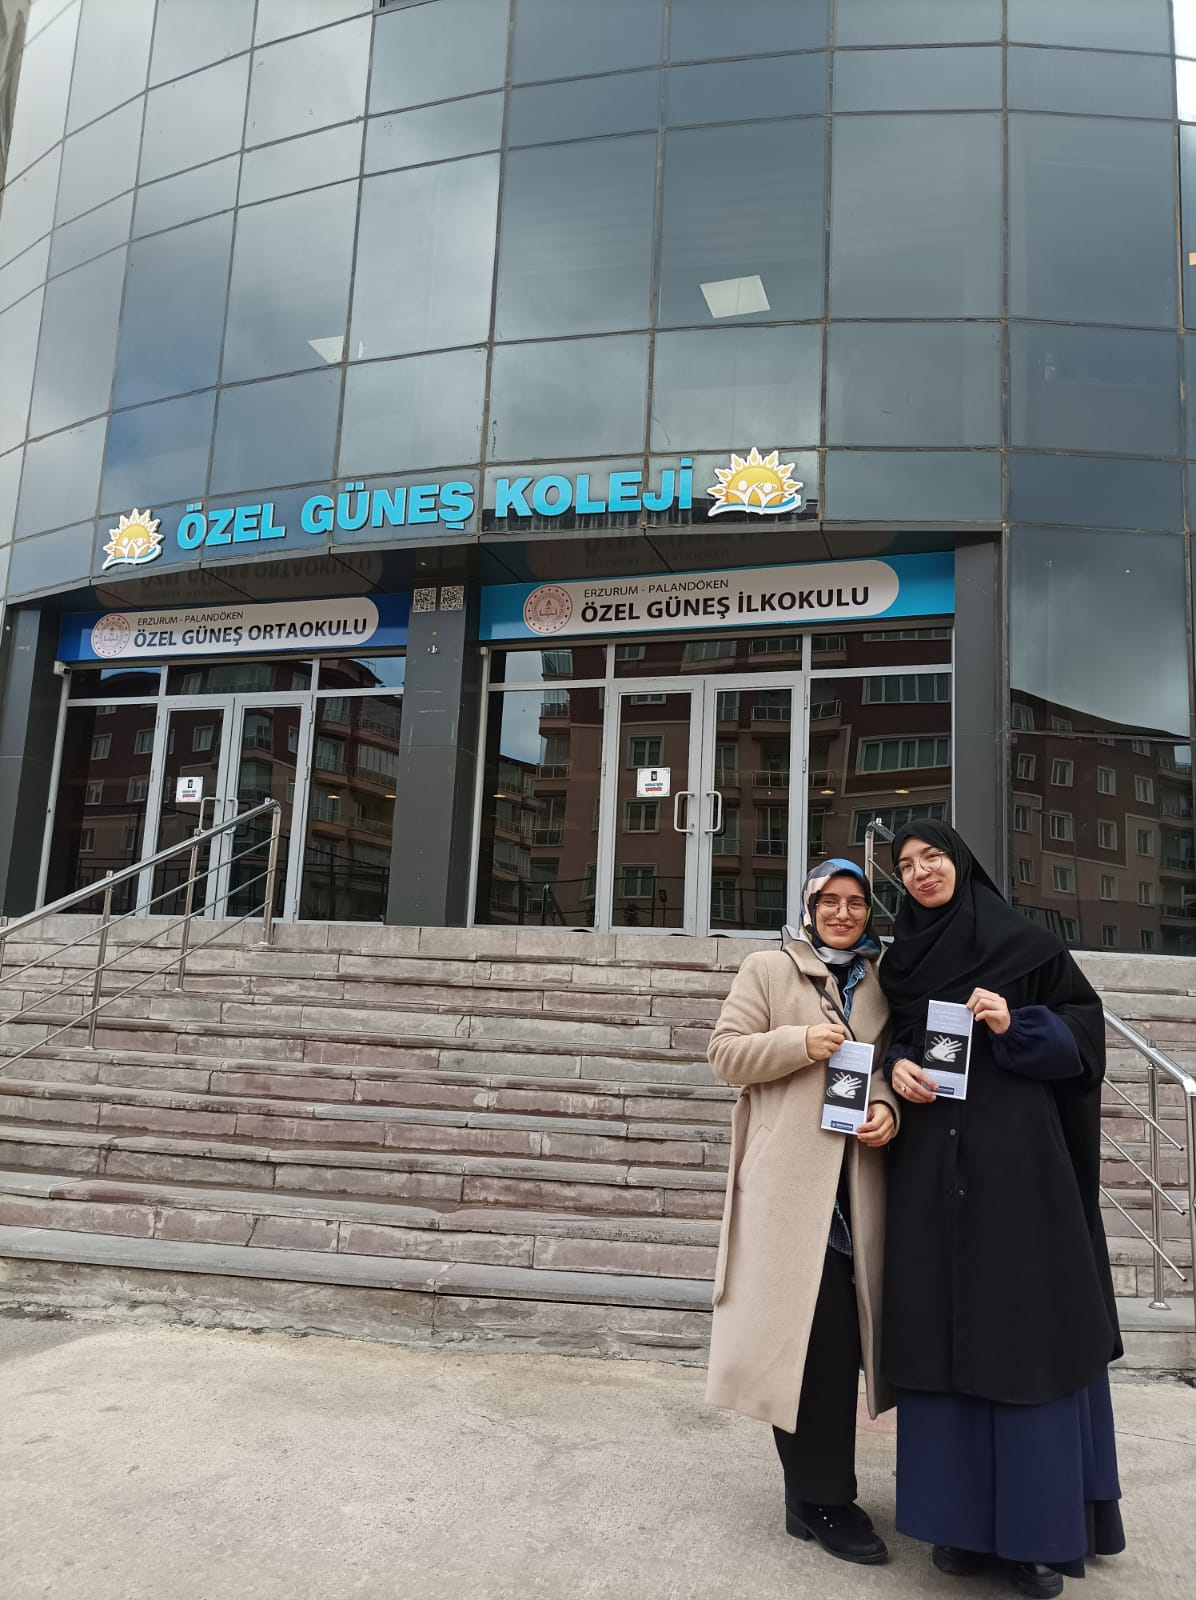 ÖZEL GÜNEŞ KOLEJİ
ERZURUM - PALANDÖKEN
ÖZEL GÜNEŞ ORTAOKULU
ERZURUM - PALANDÖKEN
ÖZEL GÜNEŞ İLKOKULU